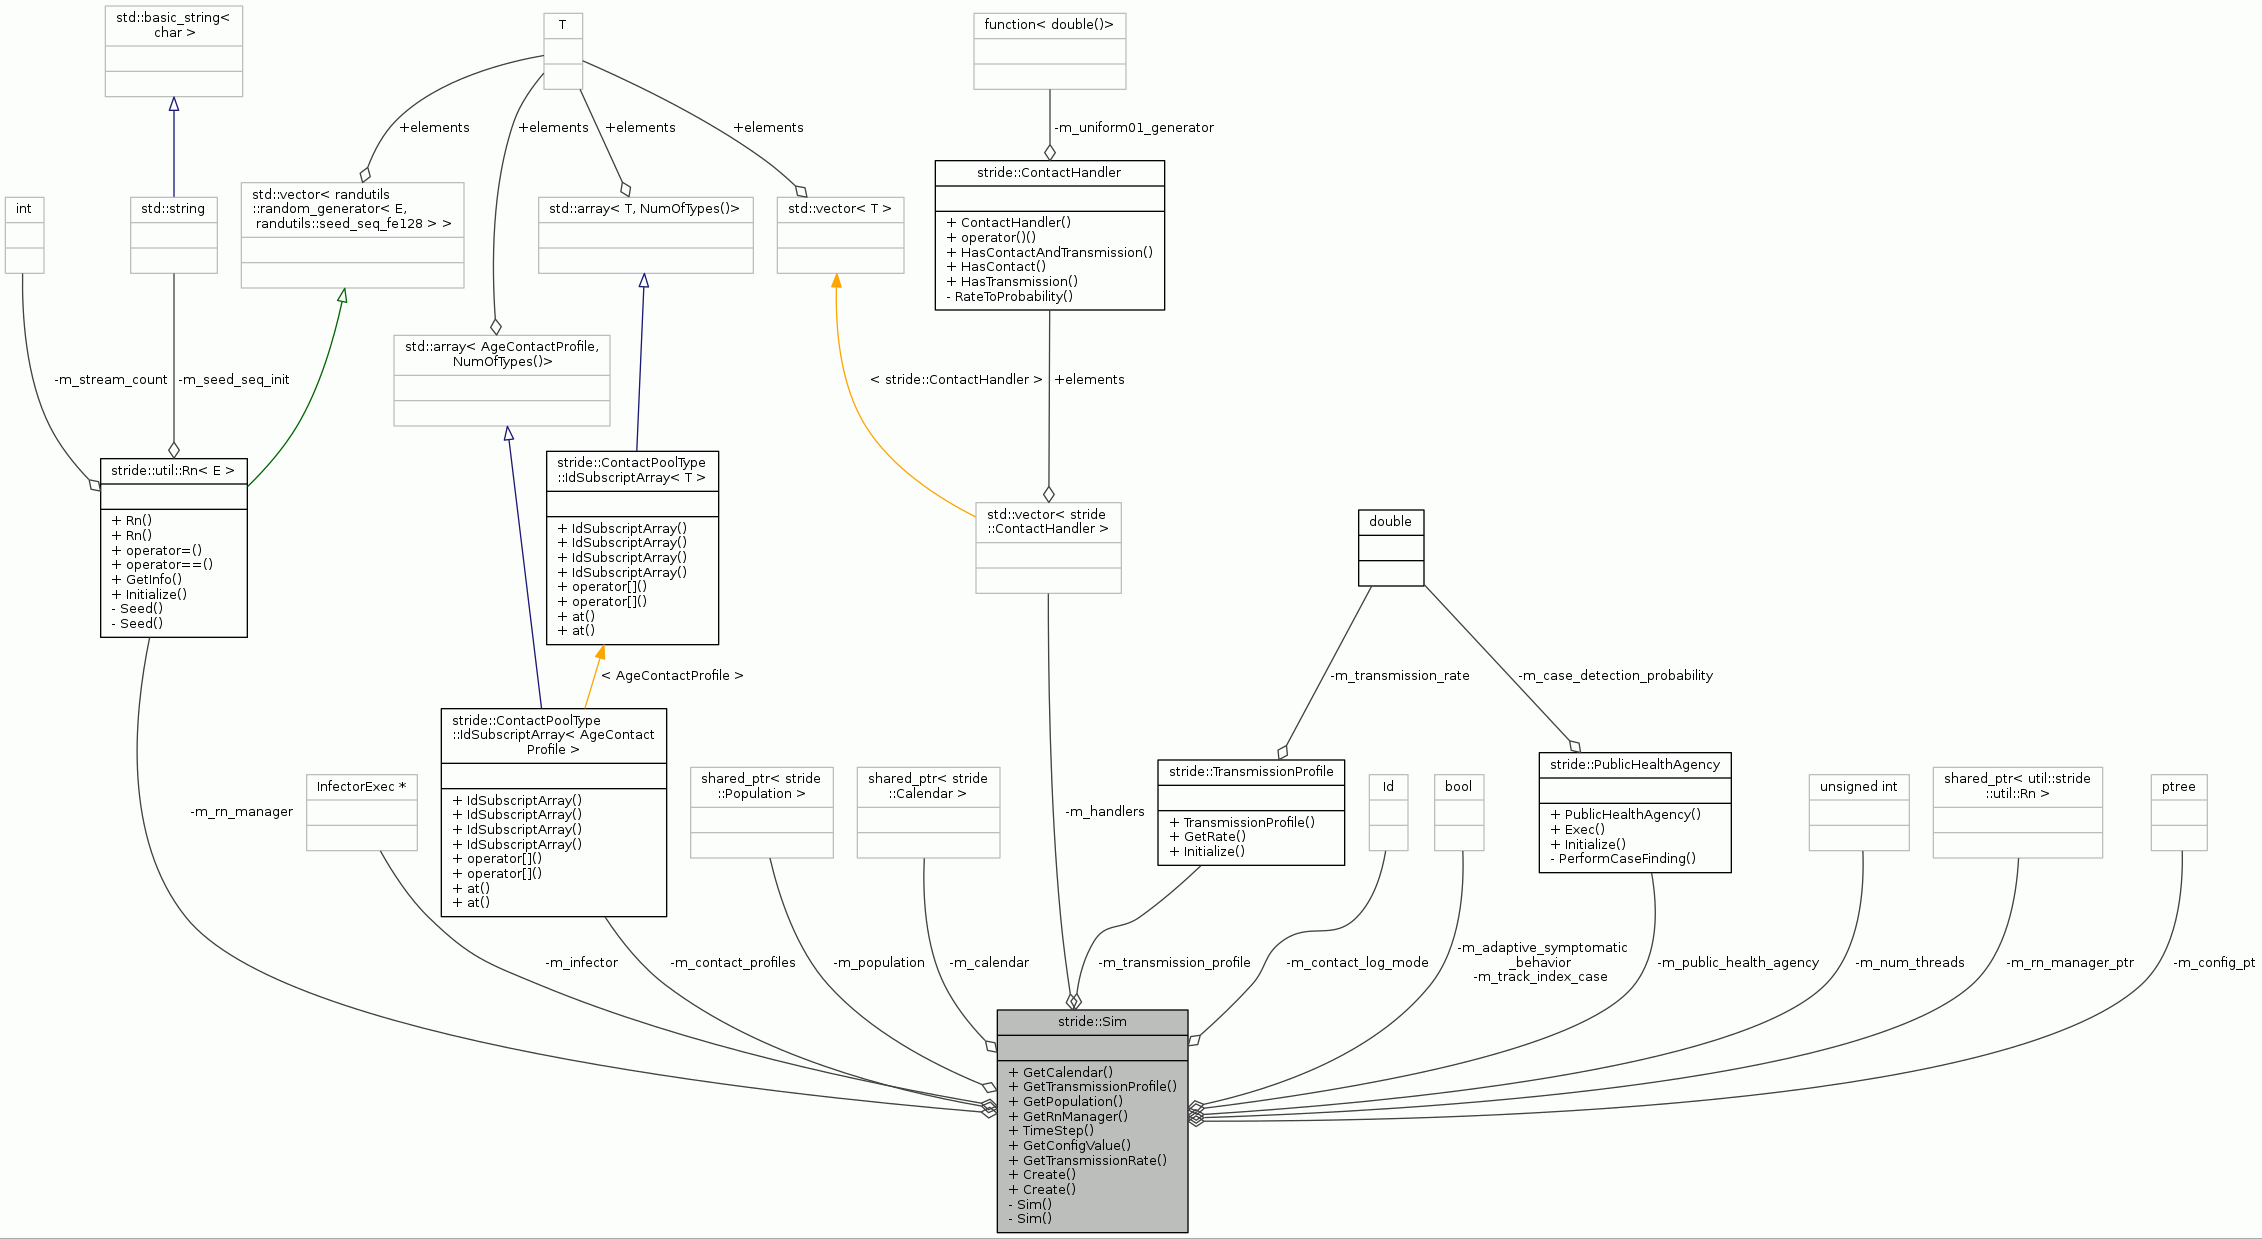 std::basic_string<
char >
T
function< double()>
+elements
+elements
+elements
+elements
-m_uniform01_generator
int
std::string
std::vector< randutils
::random_generator< E,
randutils::seed_seq_fe128 > >
std::array< T, NumOfTypes()>
std::vector< T >
stride::ContactHandler
+ ContactHandler()
+ operator()()
+ HasContactAndTransmission()
+ HasContact()
+ HasTransmission()
- RateToProbability()
std::array< AgeContactProfile,
NumOfTypes()>
-m_stream_count
-m_seed_seq_init
< stride::ContactHandler >
+elements
stride::util::Rn< E >
+ Rn()
+ Rn()
+ operator=()
+ operator==()
+ GetInfo()
+ Initialize()
- Seed()
- Seed()
stride::ContactPoolType
::IdSubscriptArray< T >
+ IdSubscriptArray()
+ IdSubscriptArray()
+ IdSubscriptArray()
+ IdSubscriptArray()
+ operator[]()
+ operator[]()
+ at()
+ at()
std::vector< stride
::ContactHandler >
double
< AgeContactProfile >
-m_transmission_rate
-m_case_detection_probability
-m_rn_manager
InfectorExec *
stride::ContactPoolType
::IdSubscriptArray< AgeContact
Profile >
+ IdSubscriptArray()
+ IdSubscriptArray()
+ IdSubscriptArray()
+ IdSubscriptArray()
+ operator[]()
+ operator[]()
+ at()
+ at()
shared_ptr< stride
::Population >
shared_ptr< stride
::Calendar >
-m_handlers
stride::TransmissionProfile
+ TransmissionProfile()
+ GetRate()
+ Initialize()
Id
bool
stride::PublicHealthAgency
+ PublicHealthAgency()
+ Exec()
+ Initialize()
- PerformCaseFinding()
unsigned int
shared_ptr< util::stride
::util::Rn >
ptree
-m_infector
-m_contact_profiles
-m_population
-m_calendar
-m_transmission_profile
-m_contact_log_mode
-m_adaptive_symptomatic
_behavior
-m_track_index_case
-m_public_health_agency
-m_num_threads
-m_rn_manager_ptr
-m_config_pt
stride::Sim
+ GetCalendar()
+ GetTransmissionProfile()
+ GetPopulation()
+ GetRnManager()
+ TimeStep()
+ GetConfigValue()
+ GetTransmissionRate()
+ Create()
+ Create()
- Sim()
- Sim()